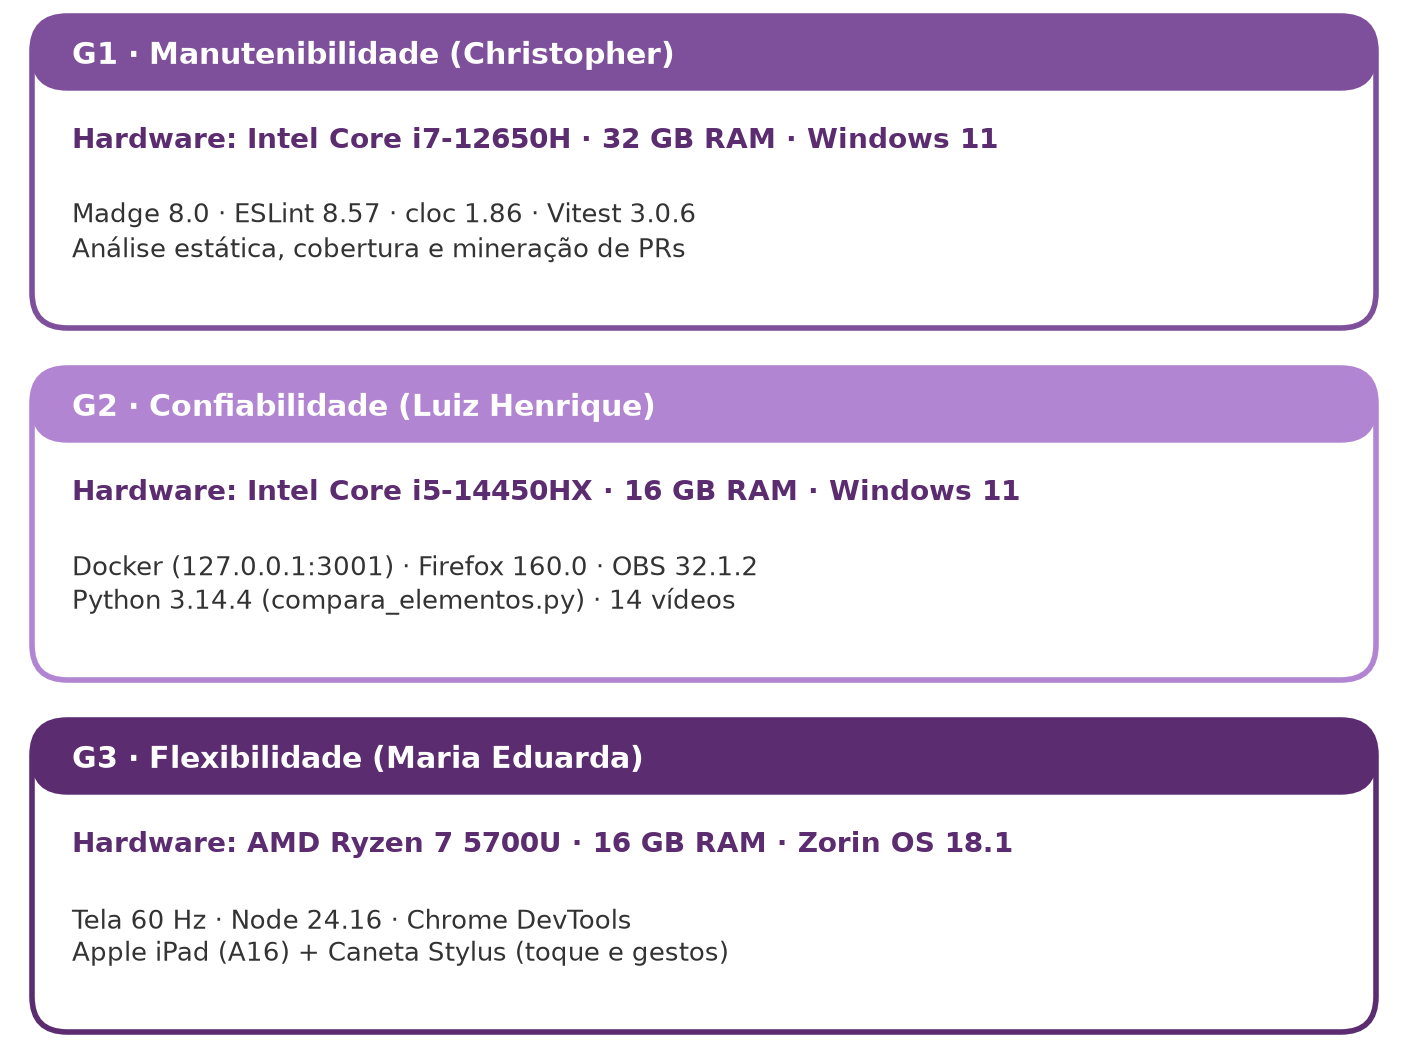 G1 · Manutenibilidade (Christopher)
Hardware: Intel Core i7-12650H · 32 GB RAM · Windows 11
Madge 8.0 · ESLint 8.57 · cloc 1.86 · Vitest 3.0.6
Análise estática, cobertura e mineração de PRs
G2 · Confiabilidade (Luiz Henrique)
Hardware: Intel Core i5-14450HX · 16 GB RAM · Windows 11
Docker (127.0.0.1:3001) · Firefox 160.0 · OBS 32.1.2
Python 3.14.4 (compara_elementos.py) · 14 vídeos
G3 · Flexibilidade (Maria Eduarda)
Hardware: AMD Ryzen 7 5700U · 16 GB RAM · Zorin OS 18.1
Tela 60 Hz · Node 24.16 · Chrome DevTools
Apple iPad (A16) + Caneta Stylus (toque e gestos)